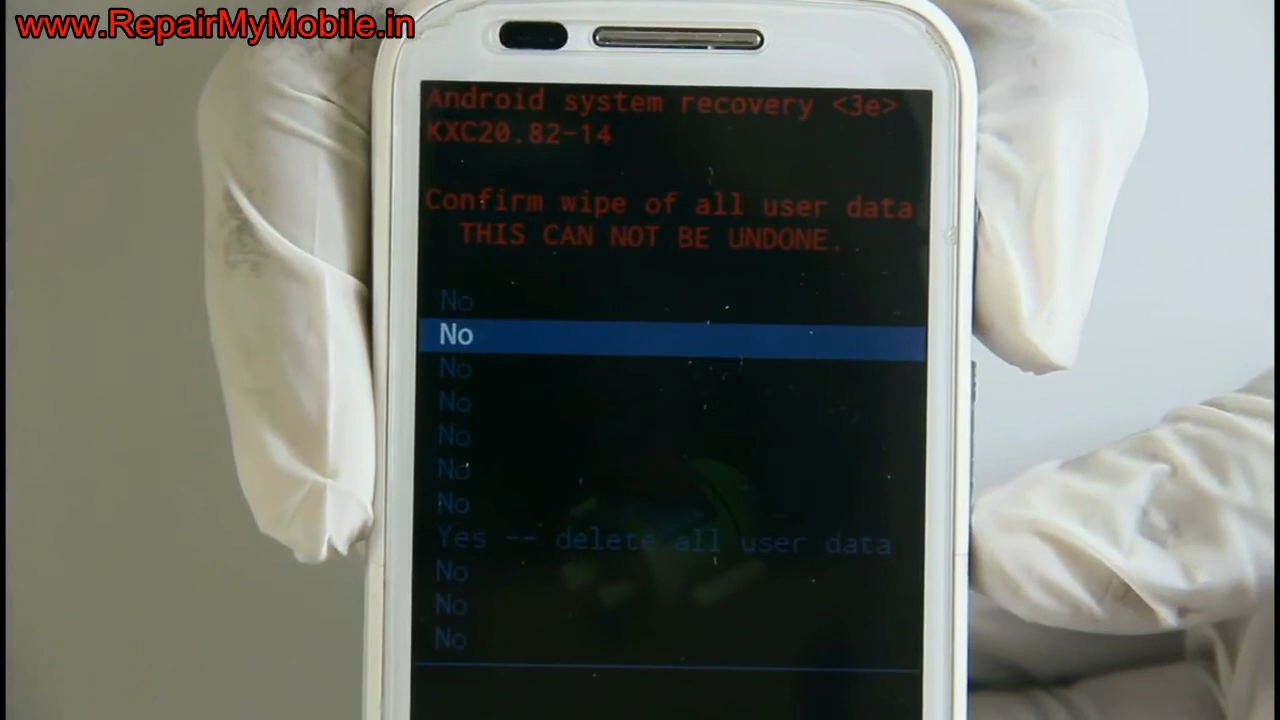 www.RepairMyMobile.in
Android system recovery <3e>
KXC20.82-14
Confirm wipe of all user data
THIS CAN NOT BE UNDONE.
No
No
No
No
No
No
No
Yes -- delete all user data
No
No
No